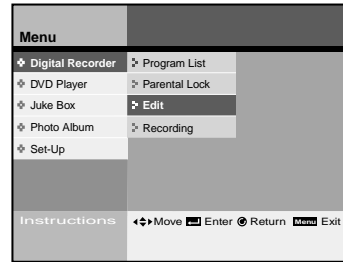 Menu
Digital Recorder
DVD Player
Juke Box
Photo Album
Set-Up
Program List
Parental Lock
Edit
Recording
Instructions
Move Enter Return Menu Exit